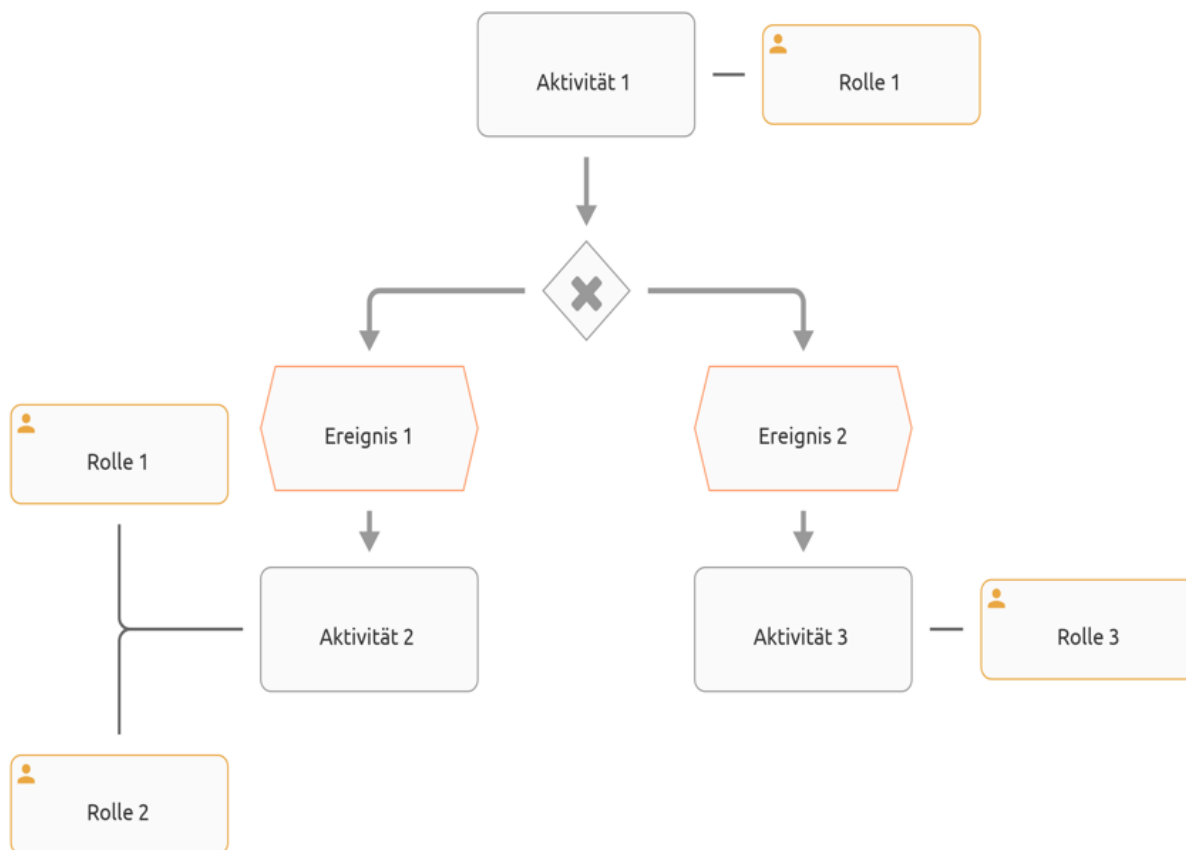 Aktivität 1
Rolle 1
Ereignis 1
Ereignis 2
Rolle 1
Aktivität 2
Aktivität 3
Rolle 3
Rolle 2